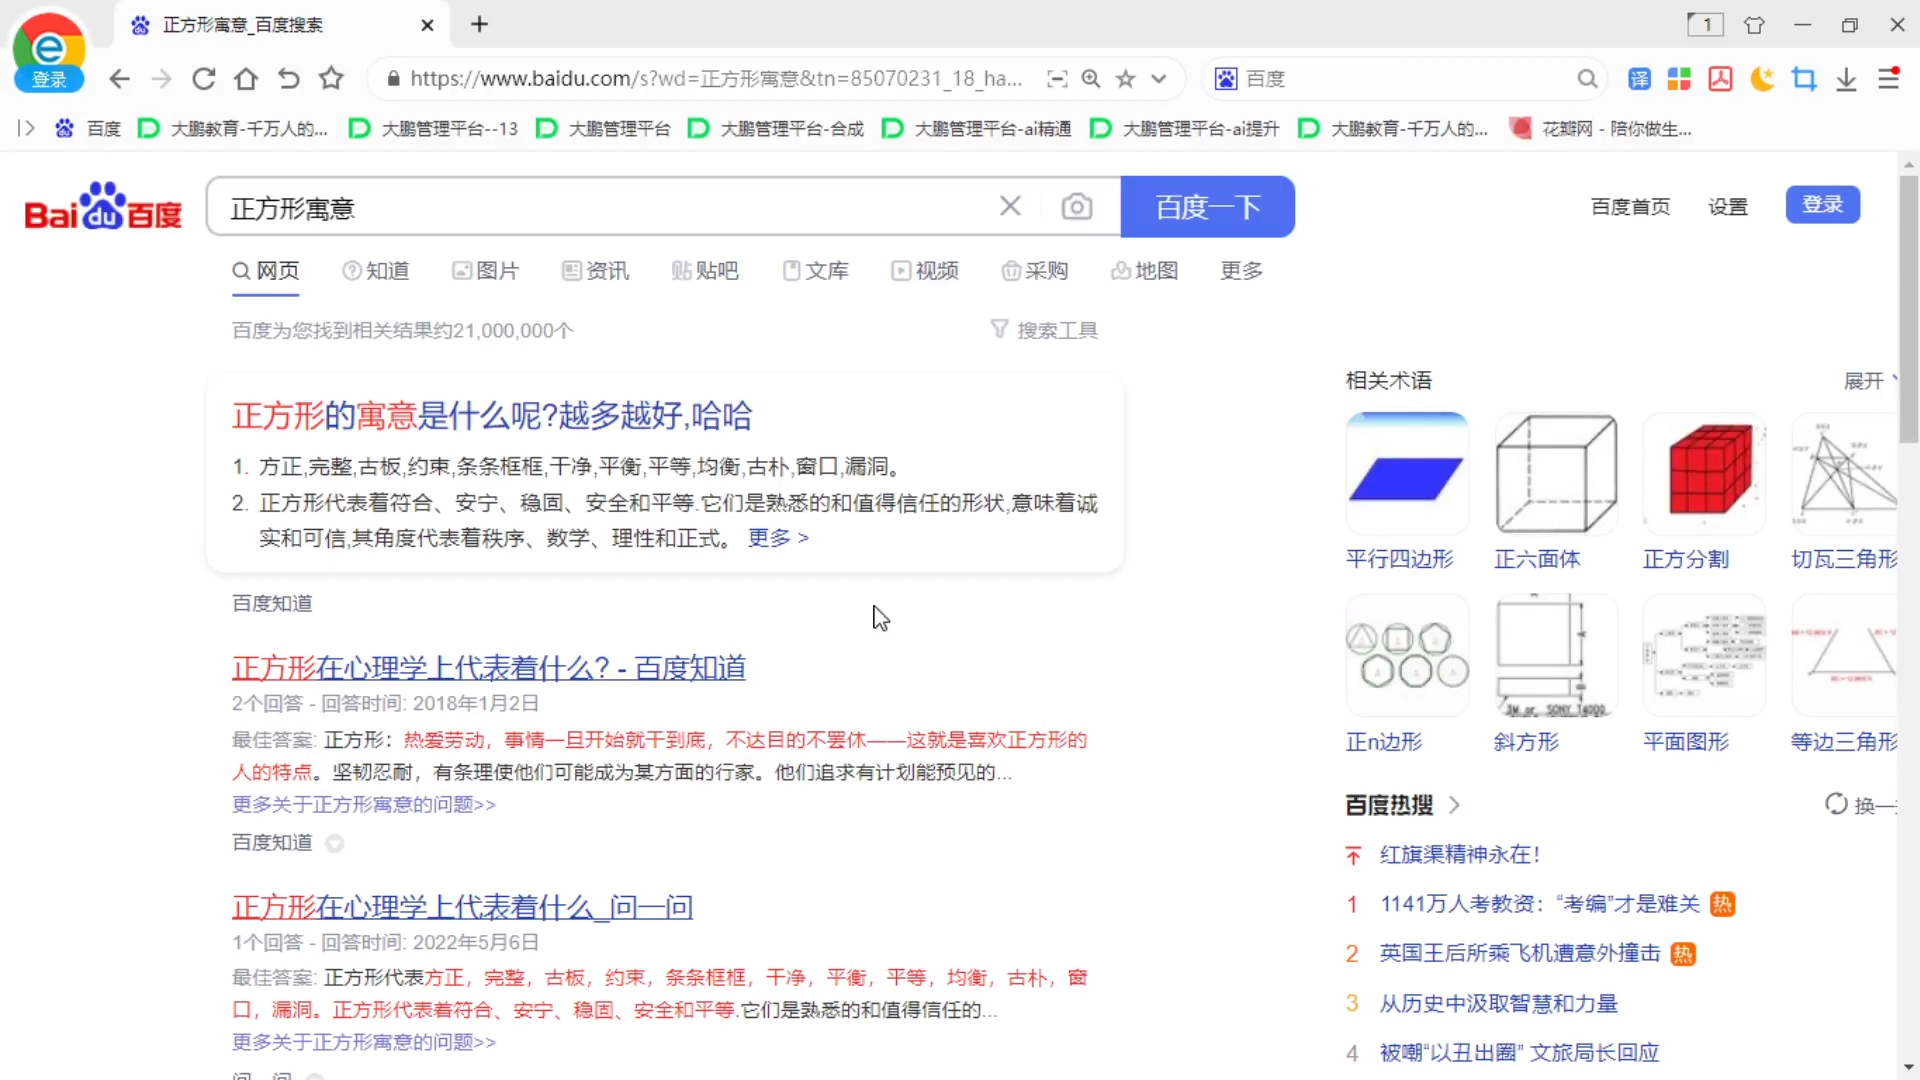 正方形寓意_百度搜索
1
登录
https://www.baidu.com/s?wd=正方形寓意&tn=85070231_18_ha...
百度
译
百度
大鹏教育-千万人的...
大鹏管理平台--13
大鹏管理平台
大鹏管理平台-合成
大鹏管理平台-ai精通
大鹏管理平台-ai提升
大鹏教育-千万人的...
花瓣网 - 陪你做生...
Bai du 百度
正方形寓意
百度一下
百度首页
设置
登录
网页
知道
图片
资讯
贴吧
文库
视频
采购
地图
更多
百度为您找到相关结果约21,000,000个
搜索工具
正方形的寓意是什么呢?越多越好,哈哈
1. 方正,完整,古板,约束,条条框框,干净,平衡,平等,均衡,古朴,窗口,漏洞。
2. 正方形代表着符合、安宁、稳固、安全和平等.它们是熟悉的和值得信任的形状,意味着诚
实和可信,其角度代表着秩序、数学、理性和正式。 更多 >
百度知道
正方形在心理学上代表着什么? - 百度知道
2个回答 - 回答时间: 2018年1月2日
最佳答案: 正方形：热爱劳动，事情一旦开始就干到底，不达目的不罢休——这就是喜欢正方形的
人的特点。坚韧忍耐，有条理使他们可能成为某方面的行家。他们追求有计划能预见的...
更多关于正方形寓意的问题>>
百度知道
正方形在心理学上代表着什么_问一问
1个回答 - 回答时间: 2022年5月6日
最佳答案: 正方形代表方正，完整，古板，约束，条条框框，干净，平衡，平等，均衡，古朴，窗
口，漏洞。正方形代表着符合、安宁、稳固、安全和平等.它们是熟悉的和值得信任的...
更多关于正方形寓意的问题>>
相关术语
展开
平行四边形
正六面体
正方分割
切瓦三角形
3M or SONY T4000
正n边形
斜方形
平面图形
等边三角形
百度热搜
换一
红旗渠精神永在！
1 1141万人考教资：“考编”才是难关 热
2 英国王后所乘飞机遭意外撞击 热
3 从历史中汲取智慧和力量
4 被嘲“以丑出圈” 文旅局长回应